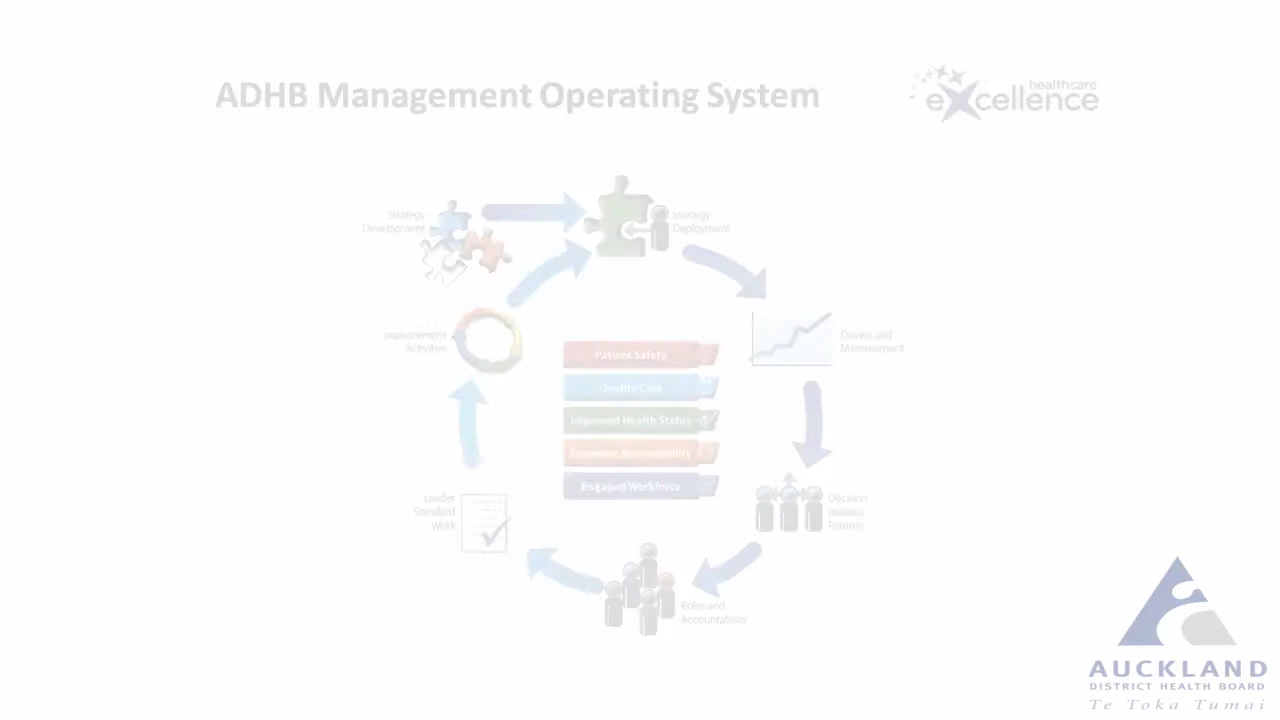 ADHB Management Operating System
healthcare
eXcellence
Strategy
Development
Strategy
Deployment
Improvement
Activities
Drivers and
Measurement
Patient Safety
Quality Care
Improved Health Status
Economic Sustainability
Engaged Workforce
Leader
Standard
Work
Decision
Making
Forums
Roles and
Accountability
AUCKLAND
DISTRICT HEALTH BOARD
Te Toka Tumai